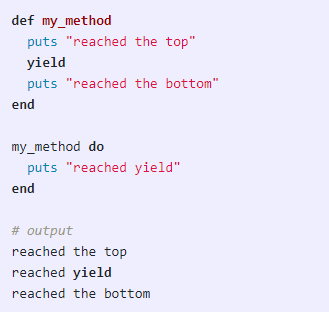 def my_method
  puts "reached the top"
  yield
  puts "reached the bottom"
end

my_method do
  puts "reached yield"
end

# output
reached the top
reached yield
reached the bottom